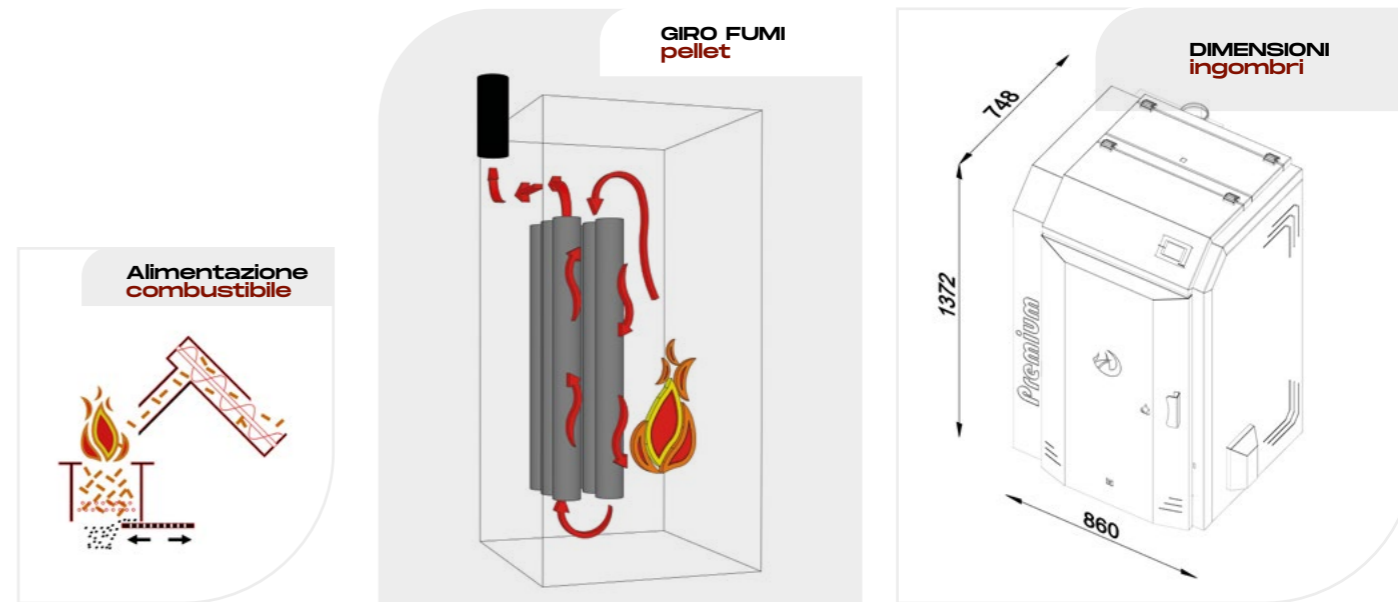 Alimentazione
combustibile
GIRO FUMI
pellet
DIMENSIONI
ingombri
748
1372
Premium
860